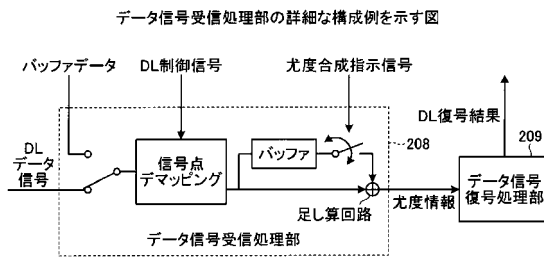 データ信号受信処理部の詳細な構成例を示す図
バッファデータ
DL制御信号
尤度合成指示信号
DL復号結果
DL
データ
信号
信号点
デマッピング
バッファ
208
209
データ信号
復号処理部
足し算回路
尤度情報
データ信号受信処理部